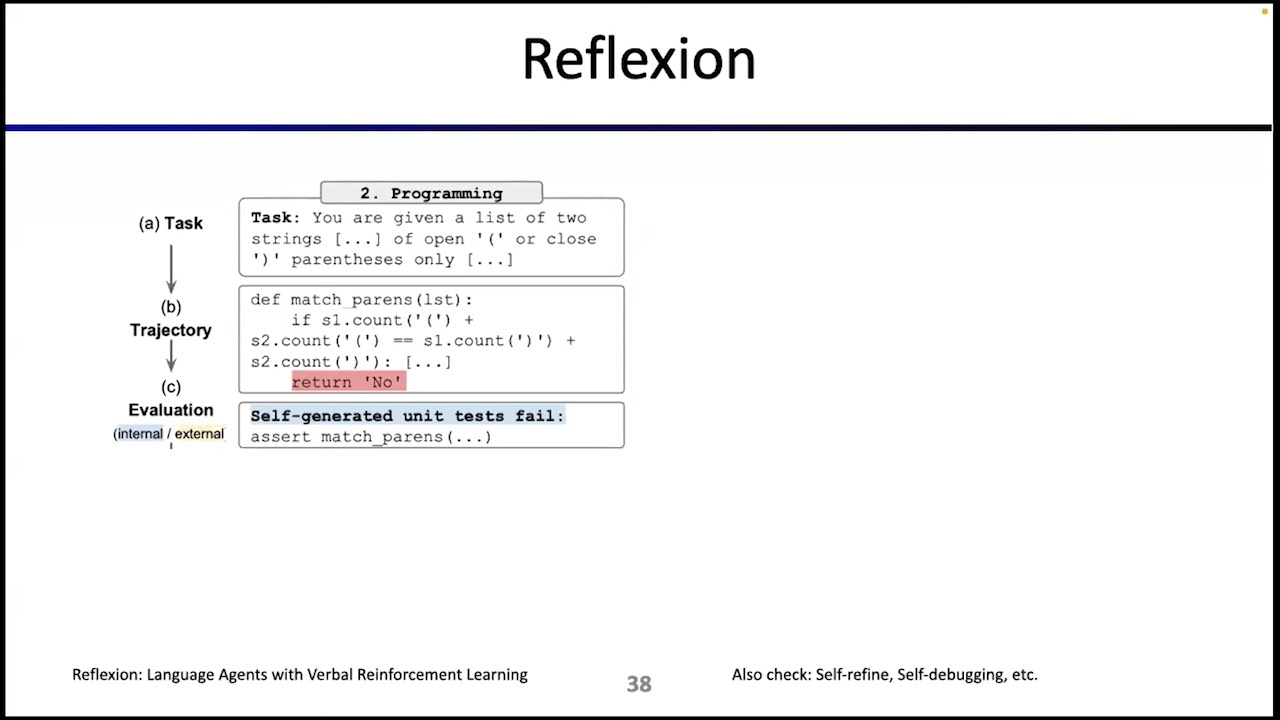 Reflexion
2. Programming
(a) Task
Task: You are given a list of two
strings [...] of open '(' or close
')' parentheses only [...]
(b)
Trajectory
def match_parens(lst):
    if s1.count('(') +
s2.count('(') == s1.count(')') +
s2.count(')'): [...]
    return 'No'
(c)
Evaluation
(internal / external
Self-generated unit tests fail:
assert match_parens(...)
Reflexion: Language Agents with Verbal Reinforcement Learning
38
Also check: Self-refine, Self-debugging, etc.